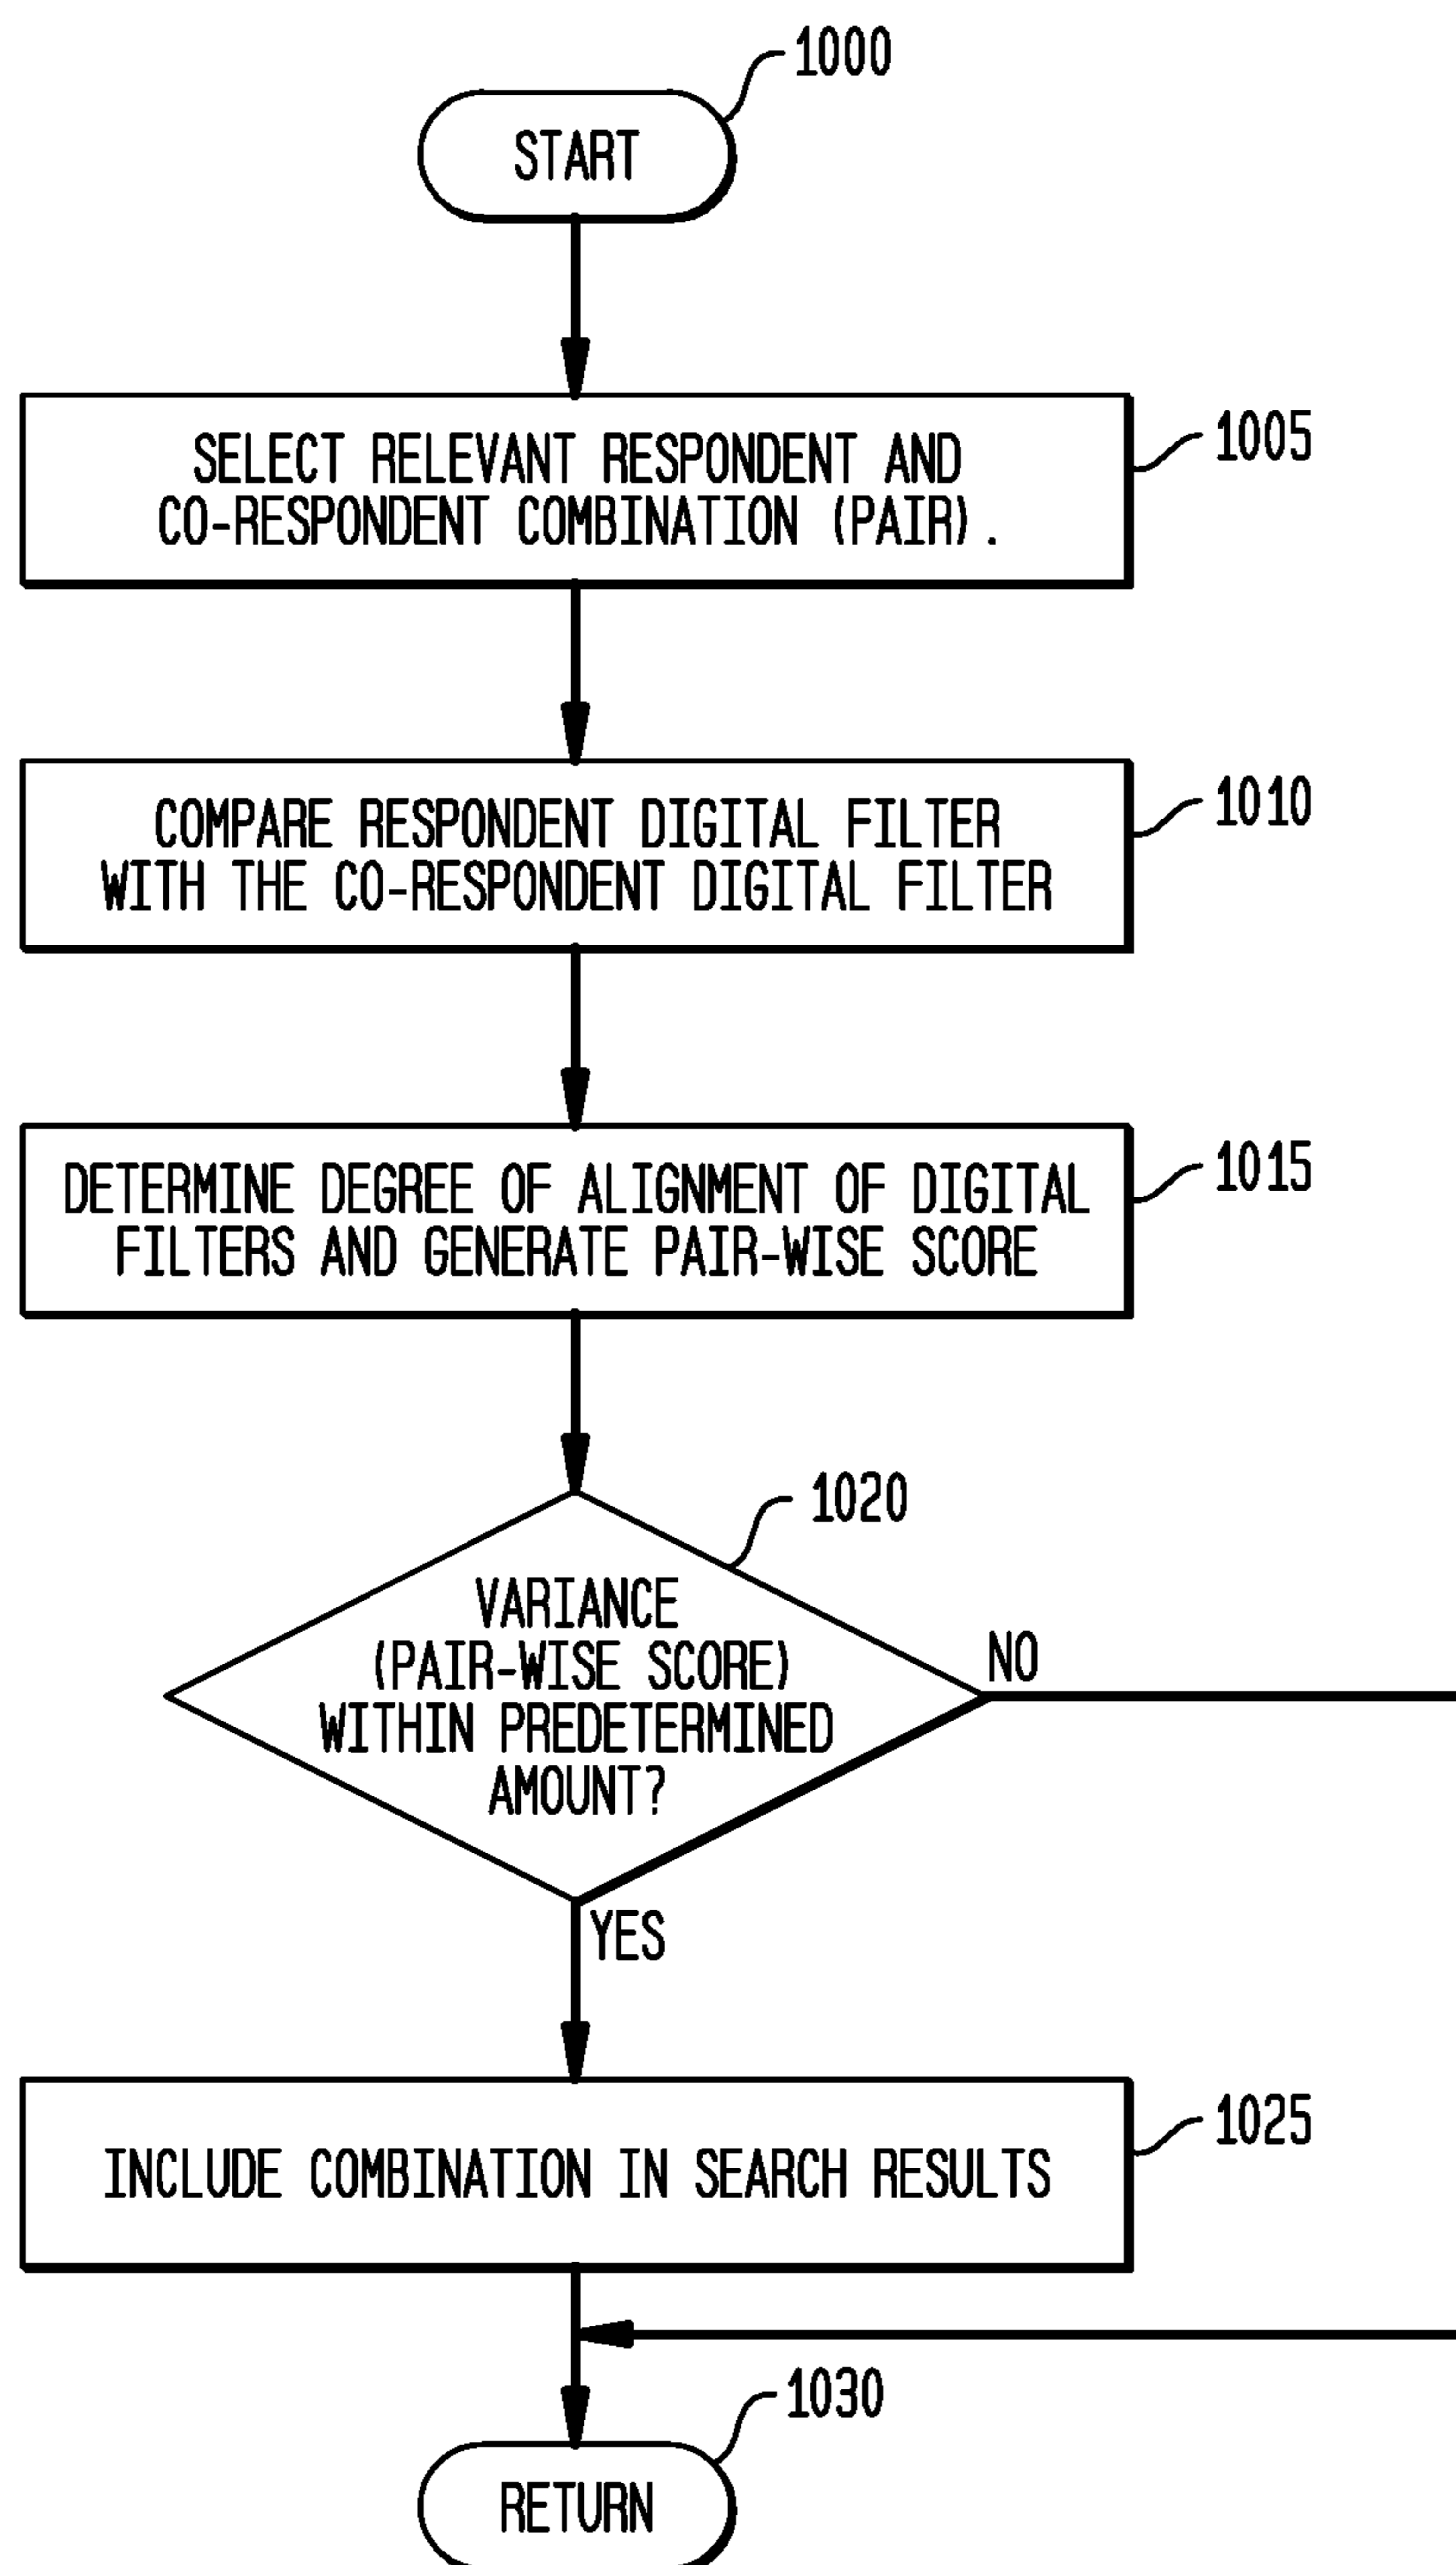 1000
START
SELECT RELEVANT RESPONDENT AND
CO-RESPONDENT COMBINATION (PAIR).
1005
COMPARE RESPONDENT DIGITAL FILTER
WITH THE CO-RESPONDENT DIGITAL FILTER
1010
DETERMINE DEGREE OF ALIGNMENT OF DIGITAL
FILTERS AND GENERATE PAIR-WISE SCORE
1015
1020
VARIANCE
(PAIR-WISE SCORE)
WITHIN PREDETERMINED
AMOUNT?
NO
YES
INCLUDE COMBINATION IN SEARCH RESULTS
1025
1030
RETURN